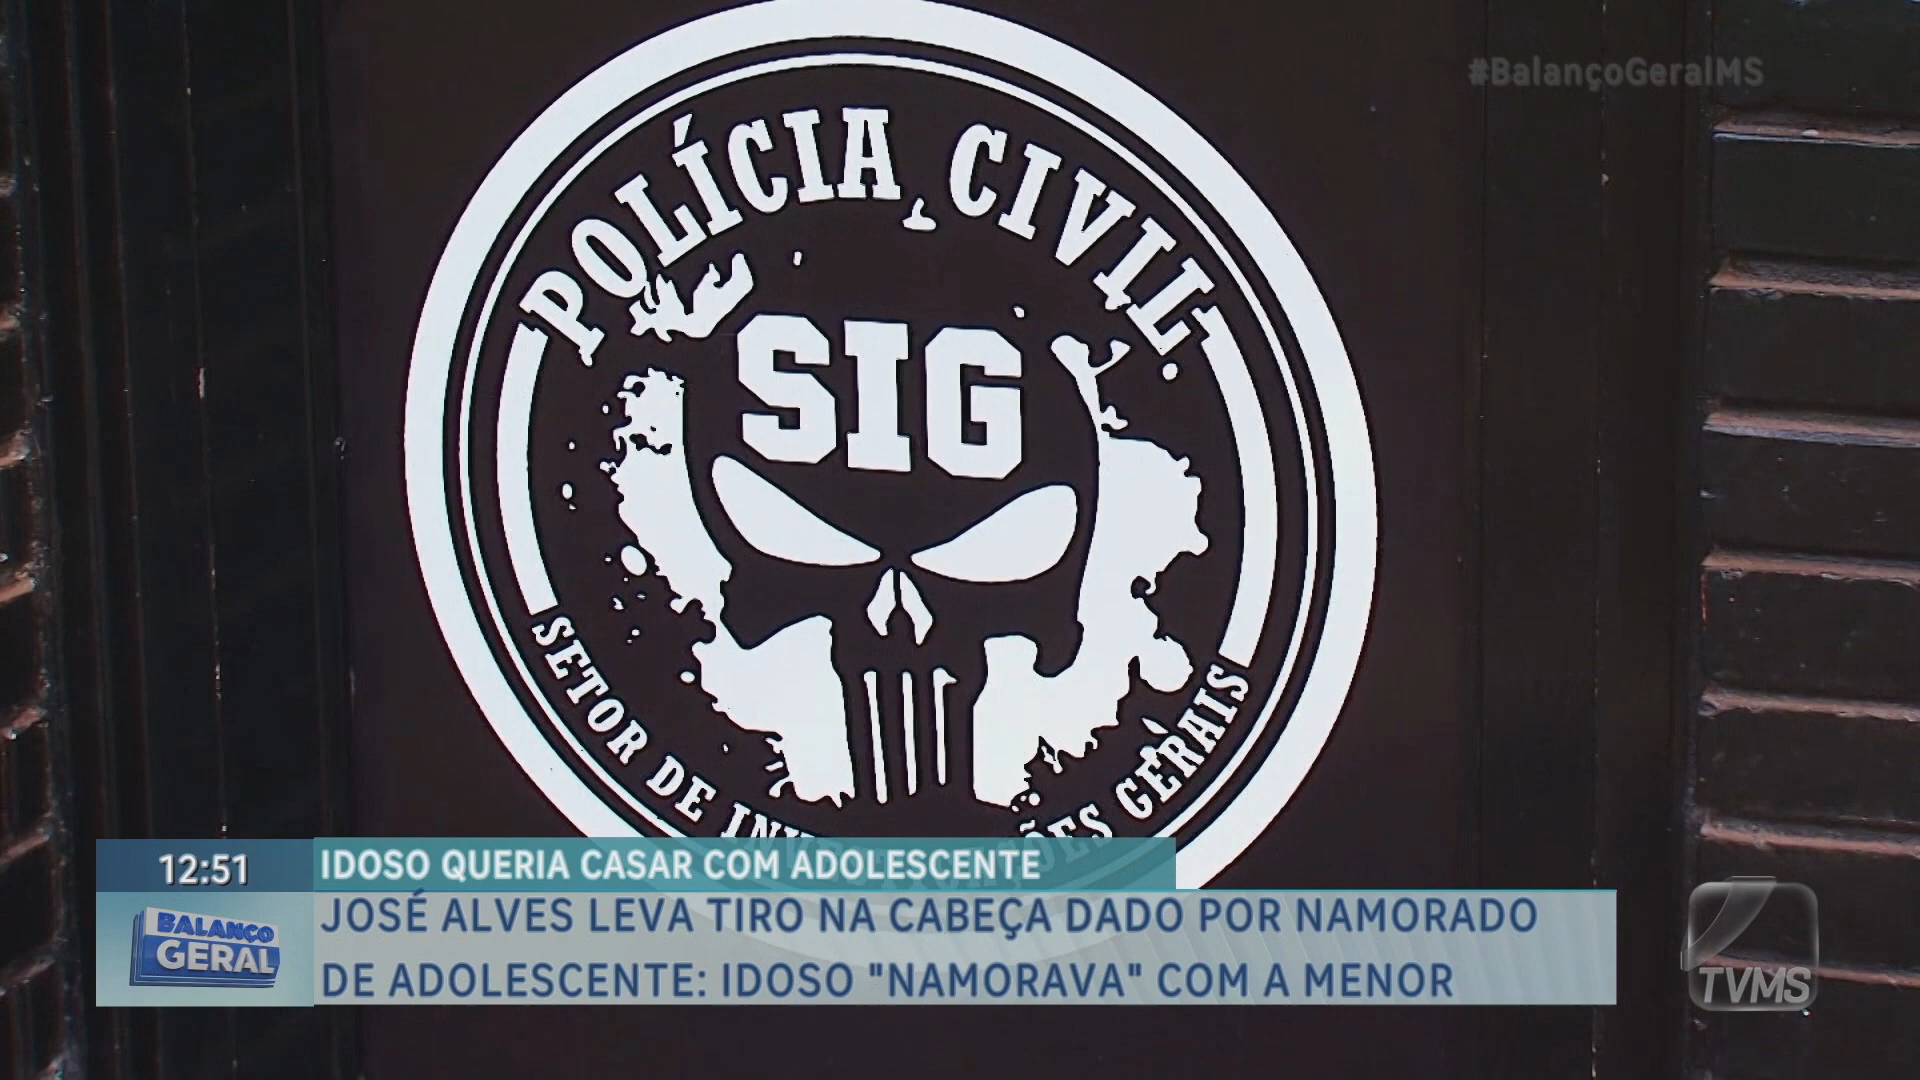 #BalançoGeralMS
POLÍCIA CIVIL.
SIG
SETOR DE INVESTIGAÇÕES GERAIS
12:51
IDOSO QUERIA CASAR COM ADOLESCENTE
BALANÇO
GERAL
JOSÉ ALVES LEVA TIRO NA CABEÇA DADO POR NAMORADO
DE ADOLESCENTE: IDOSO "NAMORAVA" COM A MENOR
TVMS